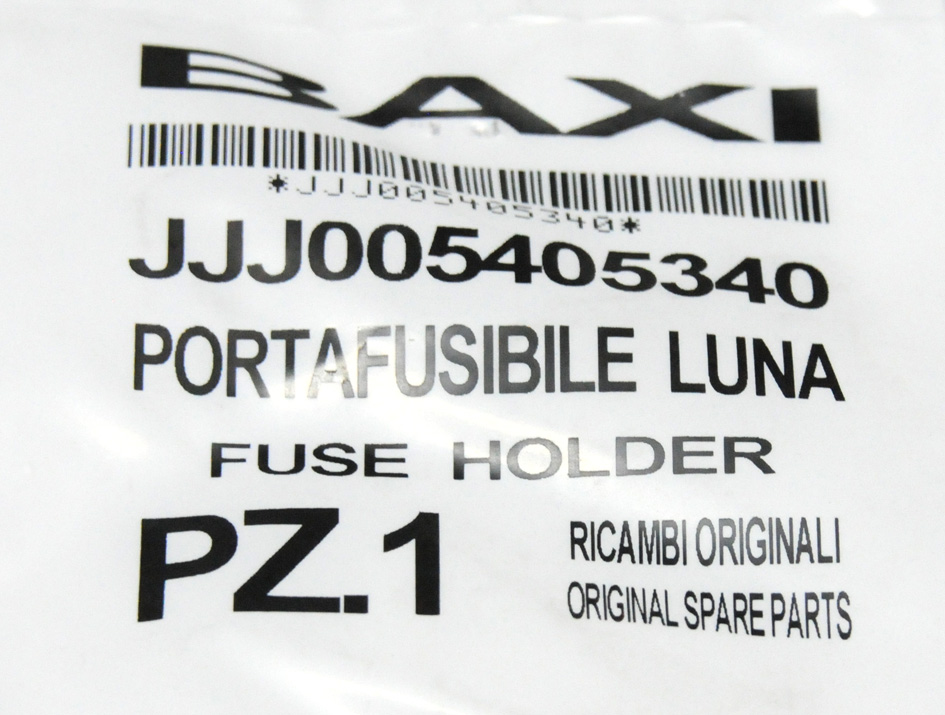 BAXI
*JJJ005405340*
JJJ005405340
PORTAFUSIBILE LUNA
FUSE HOLDER
PZ.1
RICAMBI ORIGINALI
ORIGINAL SPARE PARTS